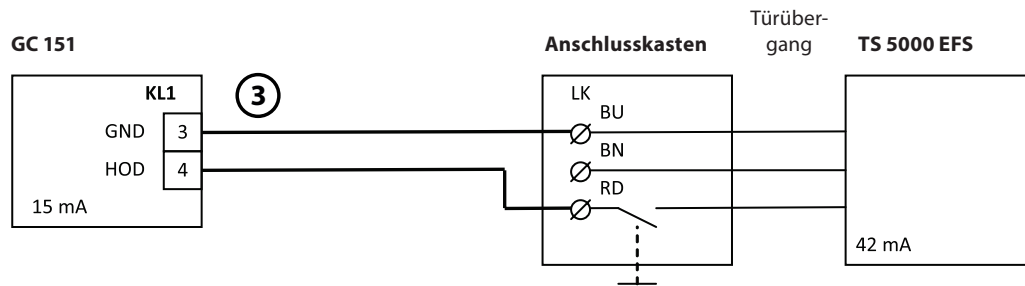 Türüber-
gang
GC 151
Anschlusskasten
TS 5000 EFS
KL1
3
LK
BU
GND 3
BN
HOD 4
RD
15 mA
42 mA